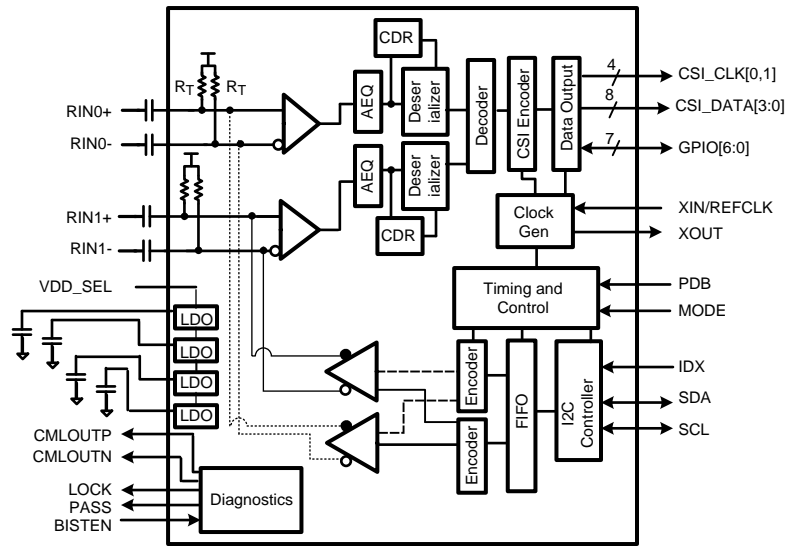 CDR
4
CSI_CLK[0,1]
RT
RT
AEQ
Deser
ializer
Decoder
CSI Encoder
Data Output
8
CSI_DATA[3:0]
RIN0+
RIN0-
7
GPIO[6:0]
AEQ
Deser
ializer
RIN1+
RIN1-
CDR
Clock
Gen
XIN/REFCLK
XOUT
VDD_SEL
Timing and
Control
PDB
MODE
LDO
LDO
LDO
LDO
Encoder
FIFO
I2C
Controller
IDX
SDA
SCL
Encoder
CMLOUTP
CMLOUTN
LOCK
PASS
BISTEN
Diagnostics